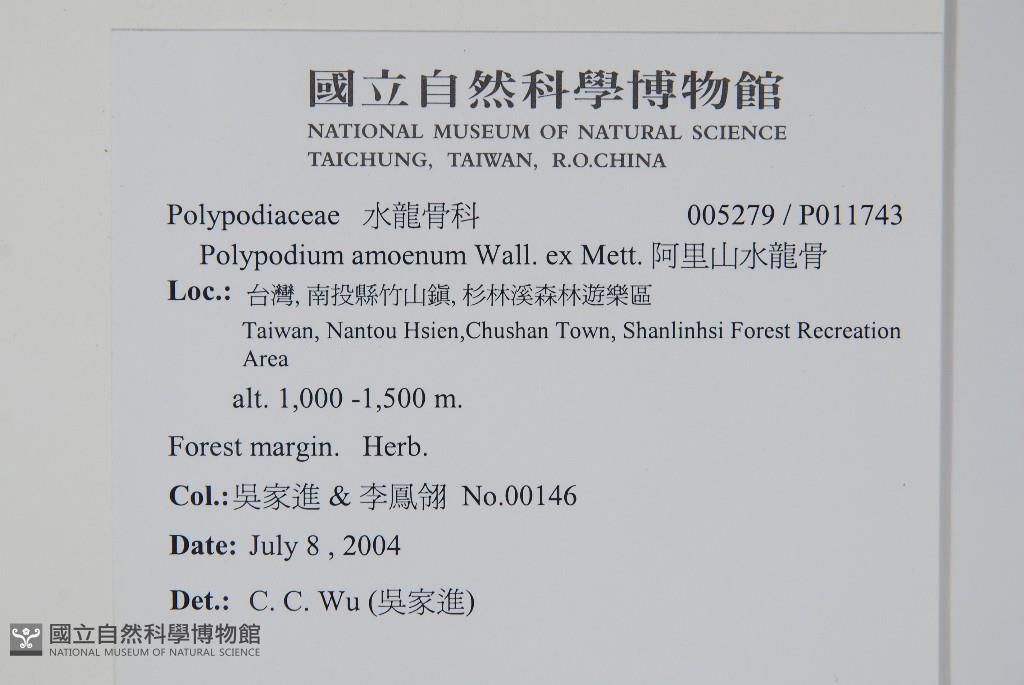 國立自然科學博物館
NATIONAL MUSEUM OF NATURAL SCIENCE
TAICHUNG, TAIWAN, R.O.CHINA
Polypodiaceae 水龍骨科 005279 / P011743
Polypodium amoenum Wall. ex Mett. 阿里山水龍骨
Loc.: 台灣, 南投縣竹山鎮, 杉林溪森林遊樂區
Taiwan, Nantou Hsien,Chushan Town, Shanlinhsi Forest Recreation
Area
alt. 1,000 -1,500 m.
Forest margin. Herb.
Col.: 吳家進 & 李鳳翎 No.00146
Date: July 8 , 2004
Det.: C. C. Wu (吳家進)
國立自然科學博物館
NATIONAL MUSEUM OF NATURAL SCIENCE